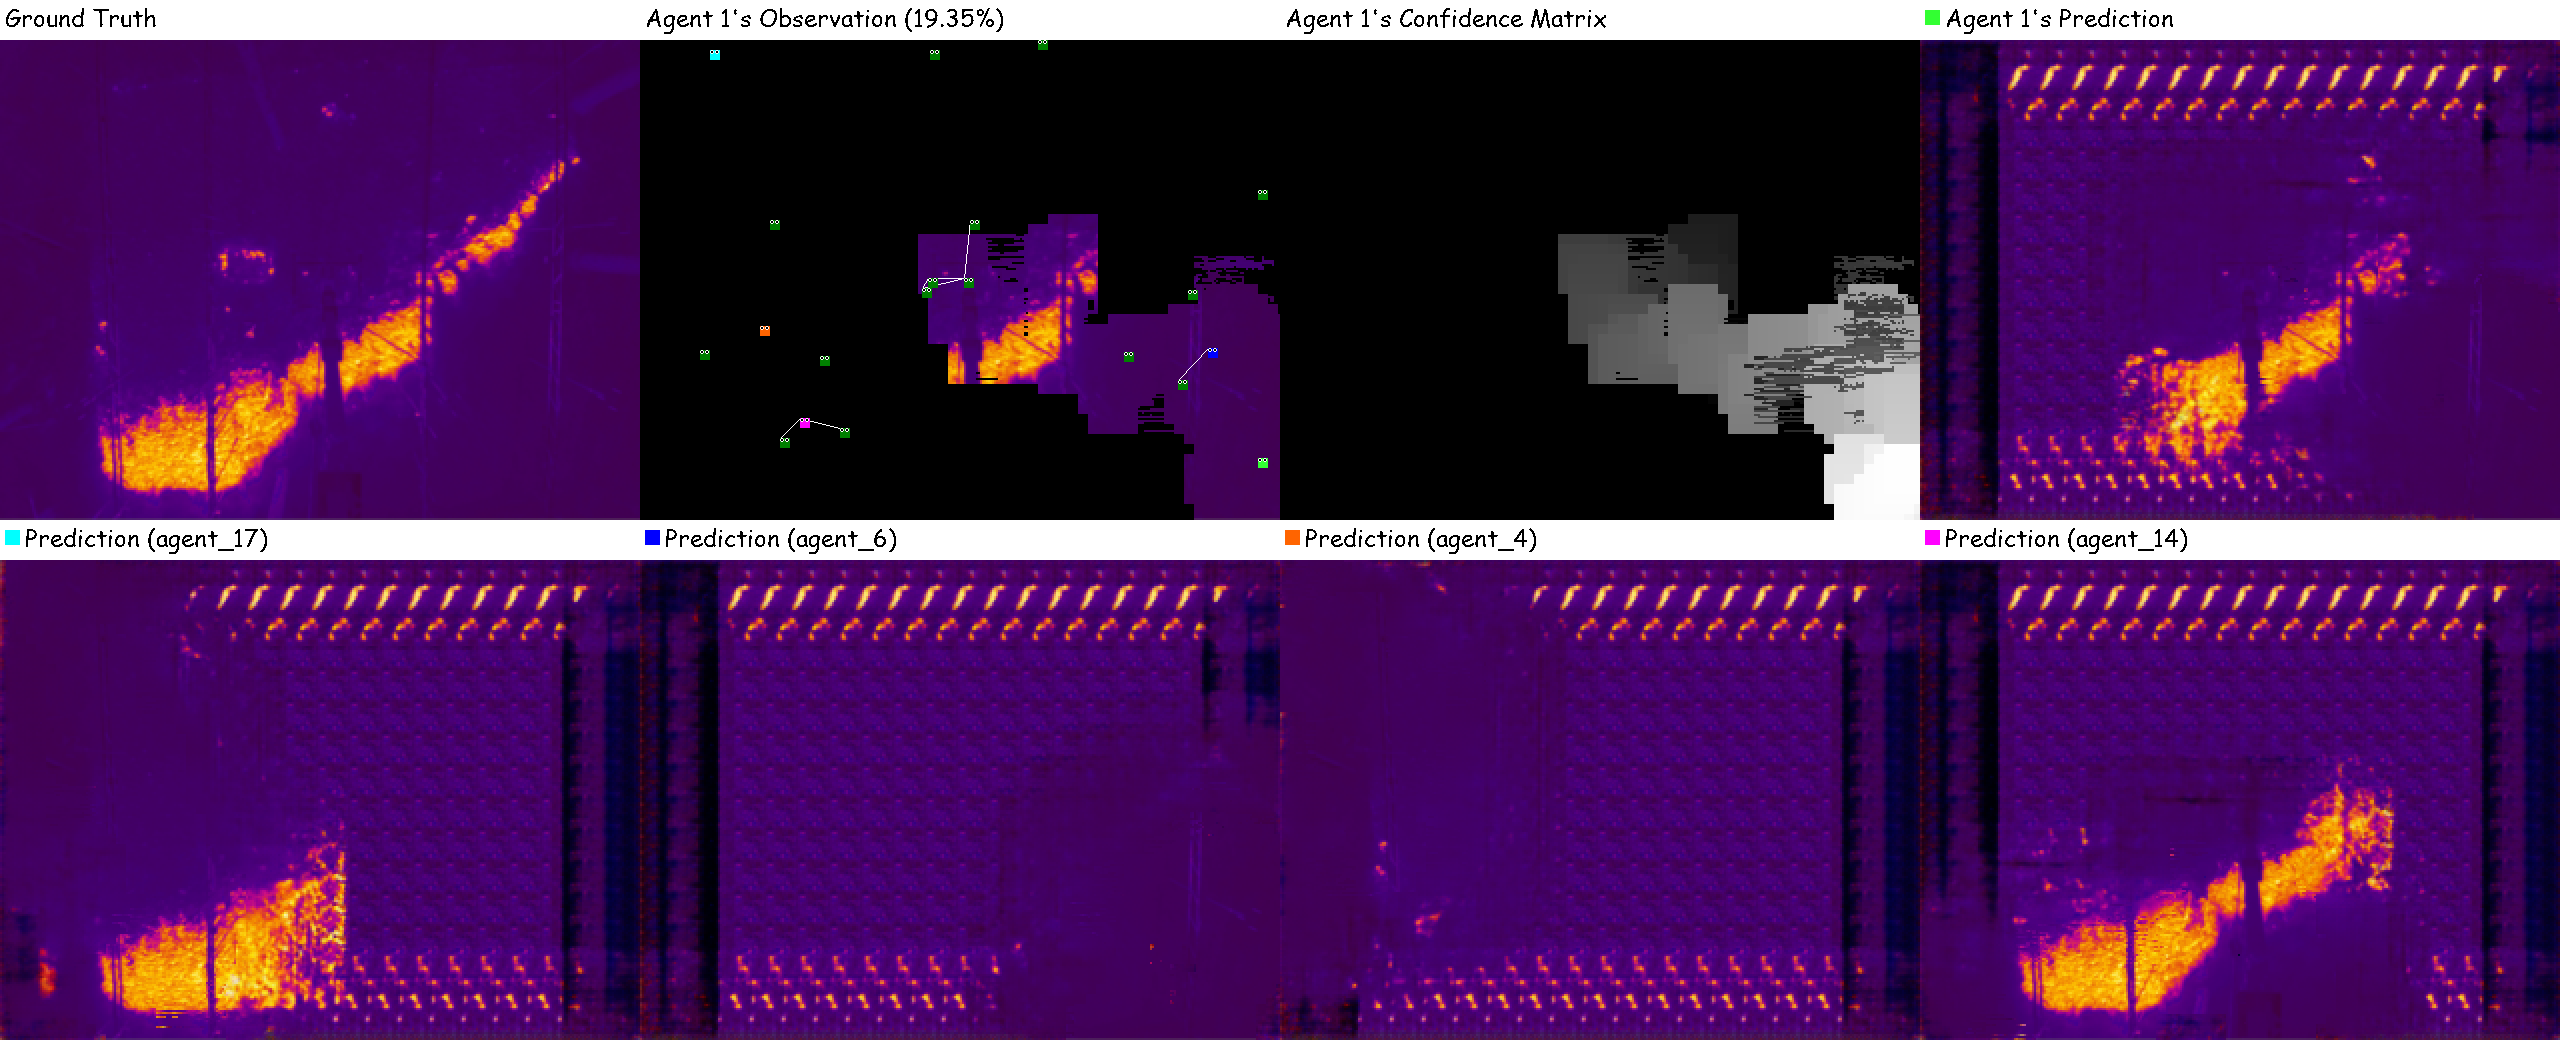 Ground Truth
Agent 1's Observation (19.35%)
Agent 1's Confidence Matrix
Agent 1's Prediction
Prediction (agent_17)
Prediction (agent_6)
Prediction (agent_4)
Prediction (agent_14)